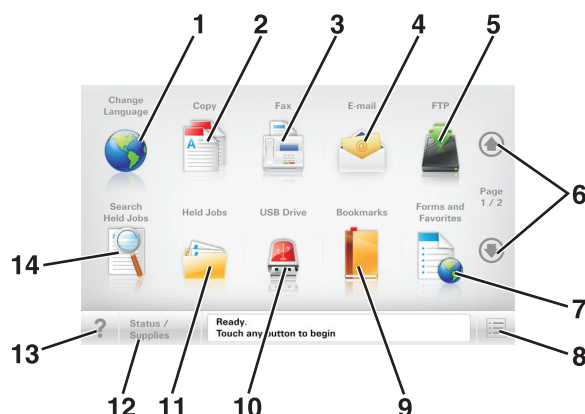 1 2 3 4 5
Change
Language
Copy
Fax
E-mail
FTP
A
@
6
Page
1 / 2
Search
Held Jobs
Held Jobs
USB Drive
Bookmarks
Forms and
Favorites
14
7
?
Status /
Supplies
Ready.
Touch any button to begin
13
12 11 10 9
8